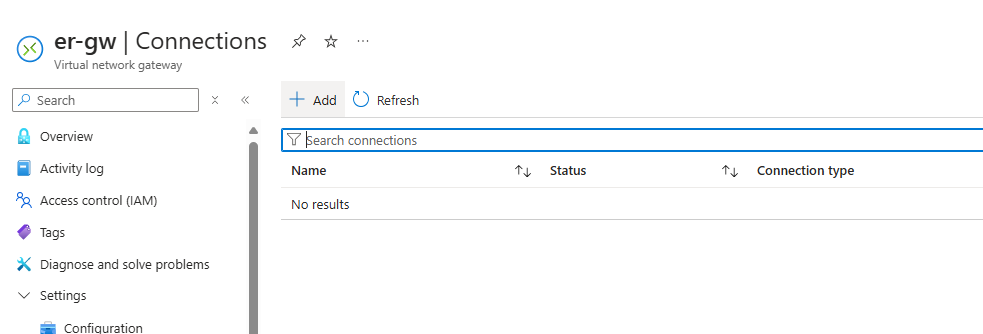 er-gw | Connections
Virtual network gateway
Search
Add
Refresh
Search connections
Name
Status
Connection type
No results
Overview
Activity log
Access control (IAM)
Tags
Diagnose and solve problems
Settings
Configuration